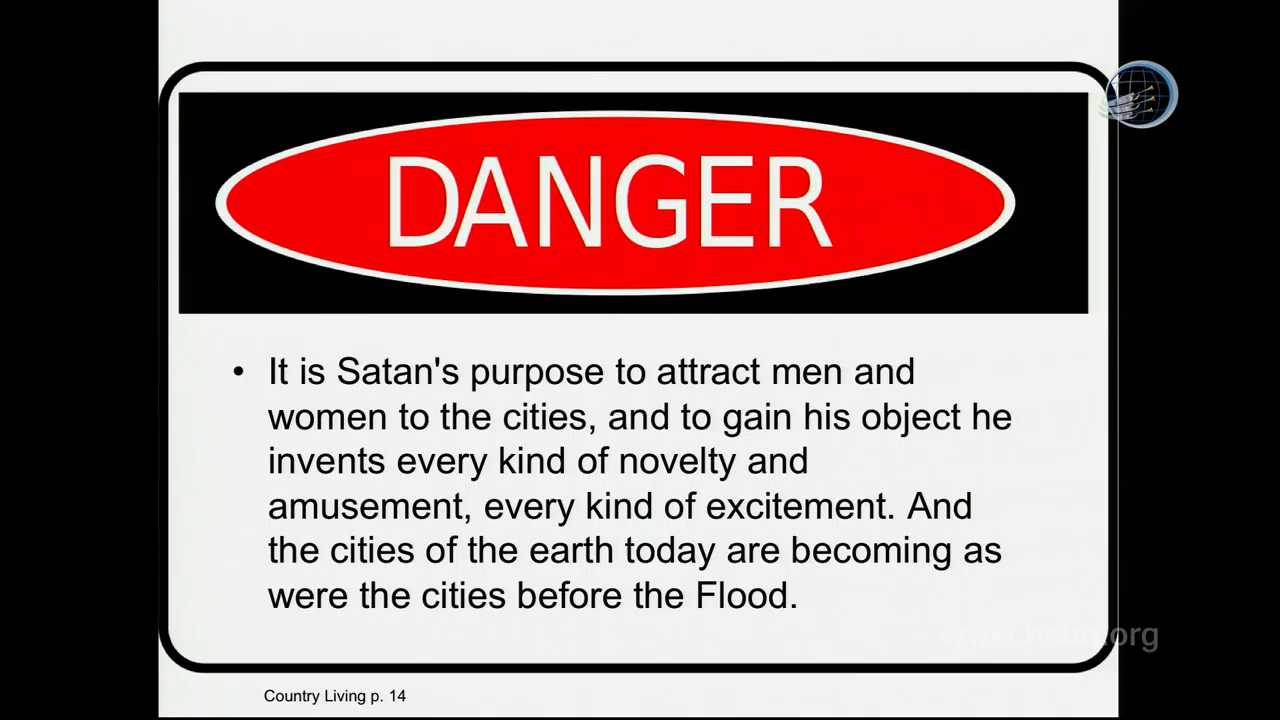 DANGER
• It is Satan's purpose to attract men and
women to the cities, and to gain his object he
invents every kind of novelty and
amusement, every kind of excitement. And
the cities of the earth today are becoming as
were the cities before the Flood.
Country Living p. 14